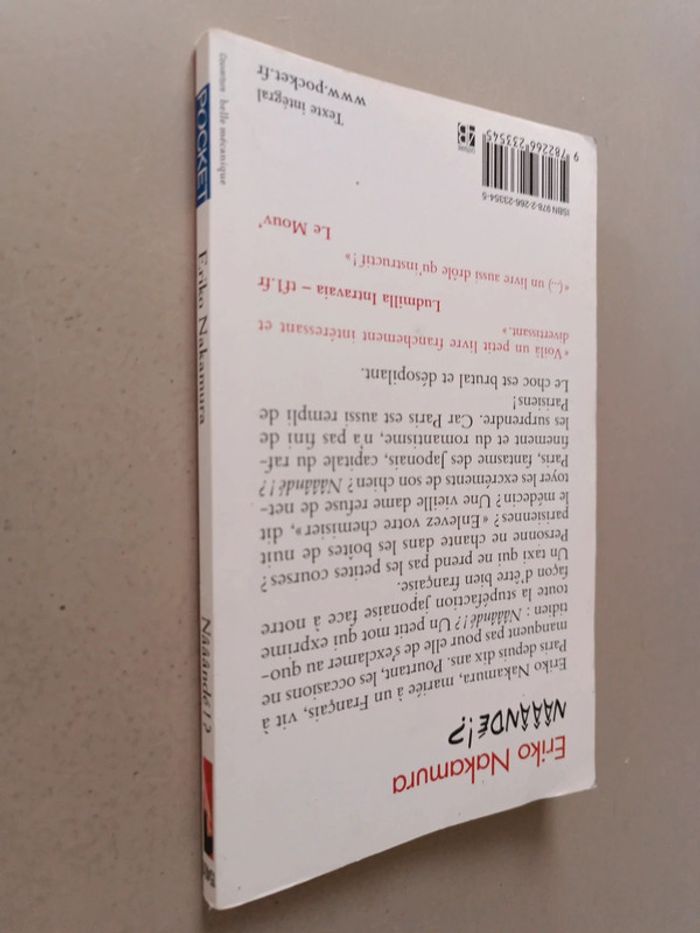 Eriko Nakamura
NÂÂÂNDÉ !?
Eriko Nakamura, mariée à un Français, vit à
Paris depuis dix ans. Pourtant, les occasions ne
manquent pas pour elle de s'exclamer au quo-
tidien : Nââândé !? Un petit mot qui exprime
toute la stupéfaction japonaise face à notre
façon d'être bien française.
Un taxi qui ne prend pas les petites courses ?
Personne ne chante dans les boîtes de nuit
parisiennes ? « Enlevez votre chemisier », dit
le médecin ? Une vieille dame refuse de net-
toyer les excréments de son chien ? Nââândé !?
Paris, fantasme des Japonais, capitale du raf-
finement et du romantisme, n'a pas fini de
les surprendre. Car Paris est aussi rempli de
Parisiens !
Le choc est brutal et désopilant.
« Voilà un petit livre franchement intéressant et
divertissant. »
Ludmilla Intravaia – tf1.fr
« (...) un livre aussi drôle qu'instructif ! »
Le Mouv'
Texte intégral
www.pocket.fr
ISBN 978-2-266-23354-5
9 782266 233545
belle mécanique
POCKET
Eriko Nakamura
Nââândé !?